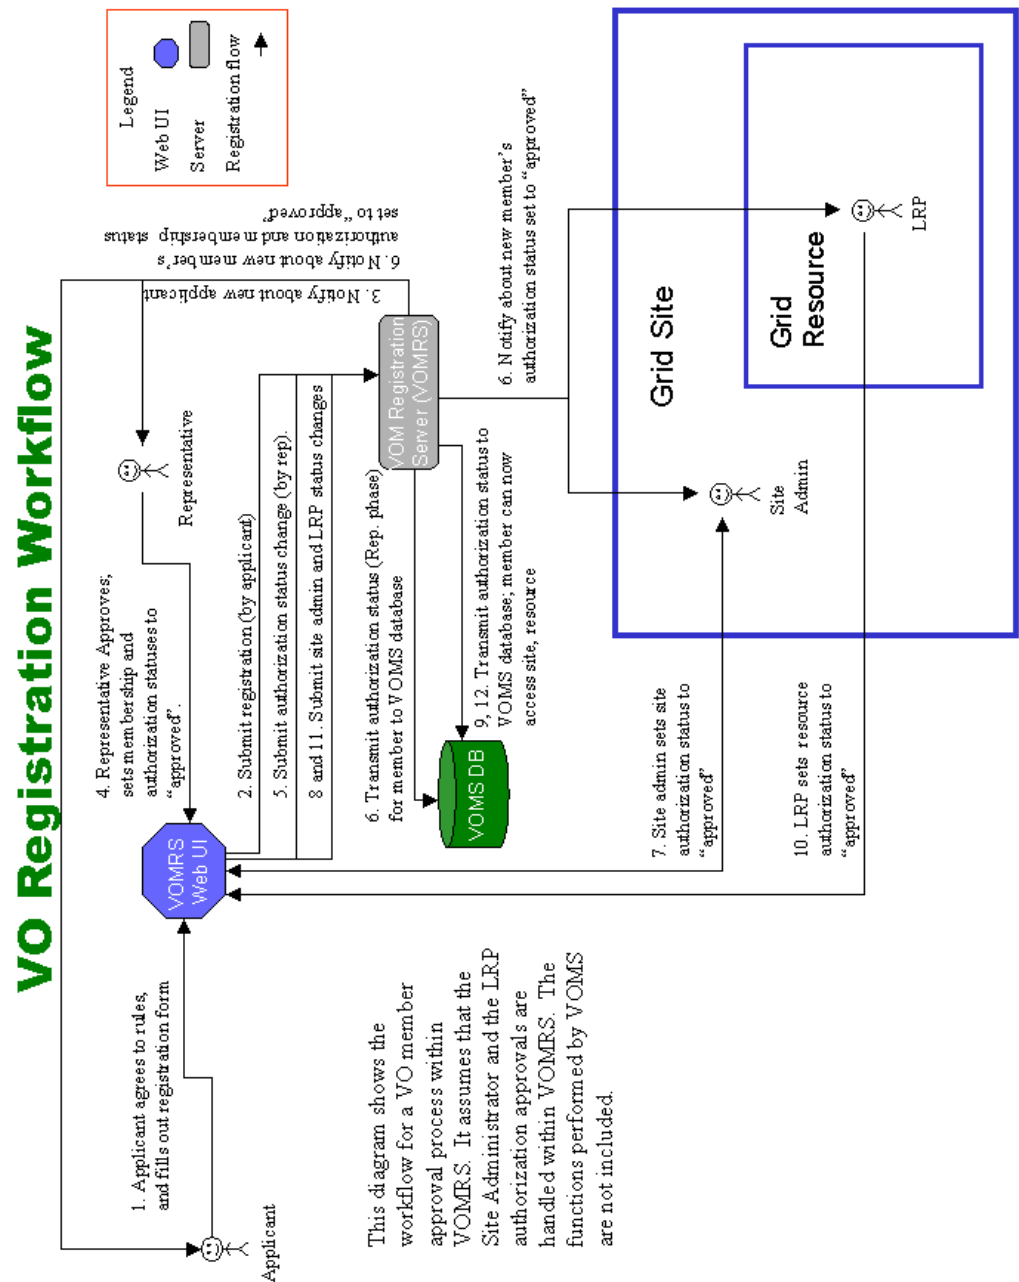 VO Registration Workflow
Legend
Web UI
Server
Registration flow
1. Applicant agrees to rules,
and fills out registration form
Applicant
4. Representative Approves;
sets membership and
authorization statuses to
“approved”.
Representative
VOMRS
Web UI
2. Submit registration (by applicant)
5. Submit authorization status change (by rep).
8 and 11. Submit site admin and LRP status changes
3. Notify about new applicant
6. Notify about new member's
authorization and membership status
set to “approved”
VOM Registration
Server (VOMRS)
6. Transmit authorization status (Rep. phase)
for member to VOMS database
VOMS DB
9, 12. Transmit authorization status to
VOMS database; member can now
access site, resource
6. Notify about new member's
authorization status set to “approved”
Grid Site
Grid
Resource
LRP
Site
Admin
7. Site admin sets site
authorization status to
“approved”
10. LRP sets resource
authorization status to
“approved”
This diagram shows the
workflow for a VO member
approval process within
VOMRS. It assumes that the
Site Administrator and the LRP
authorization approvals are
handled within VOMRS. The
functions performed by VOMS
are not included.